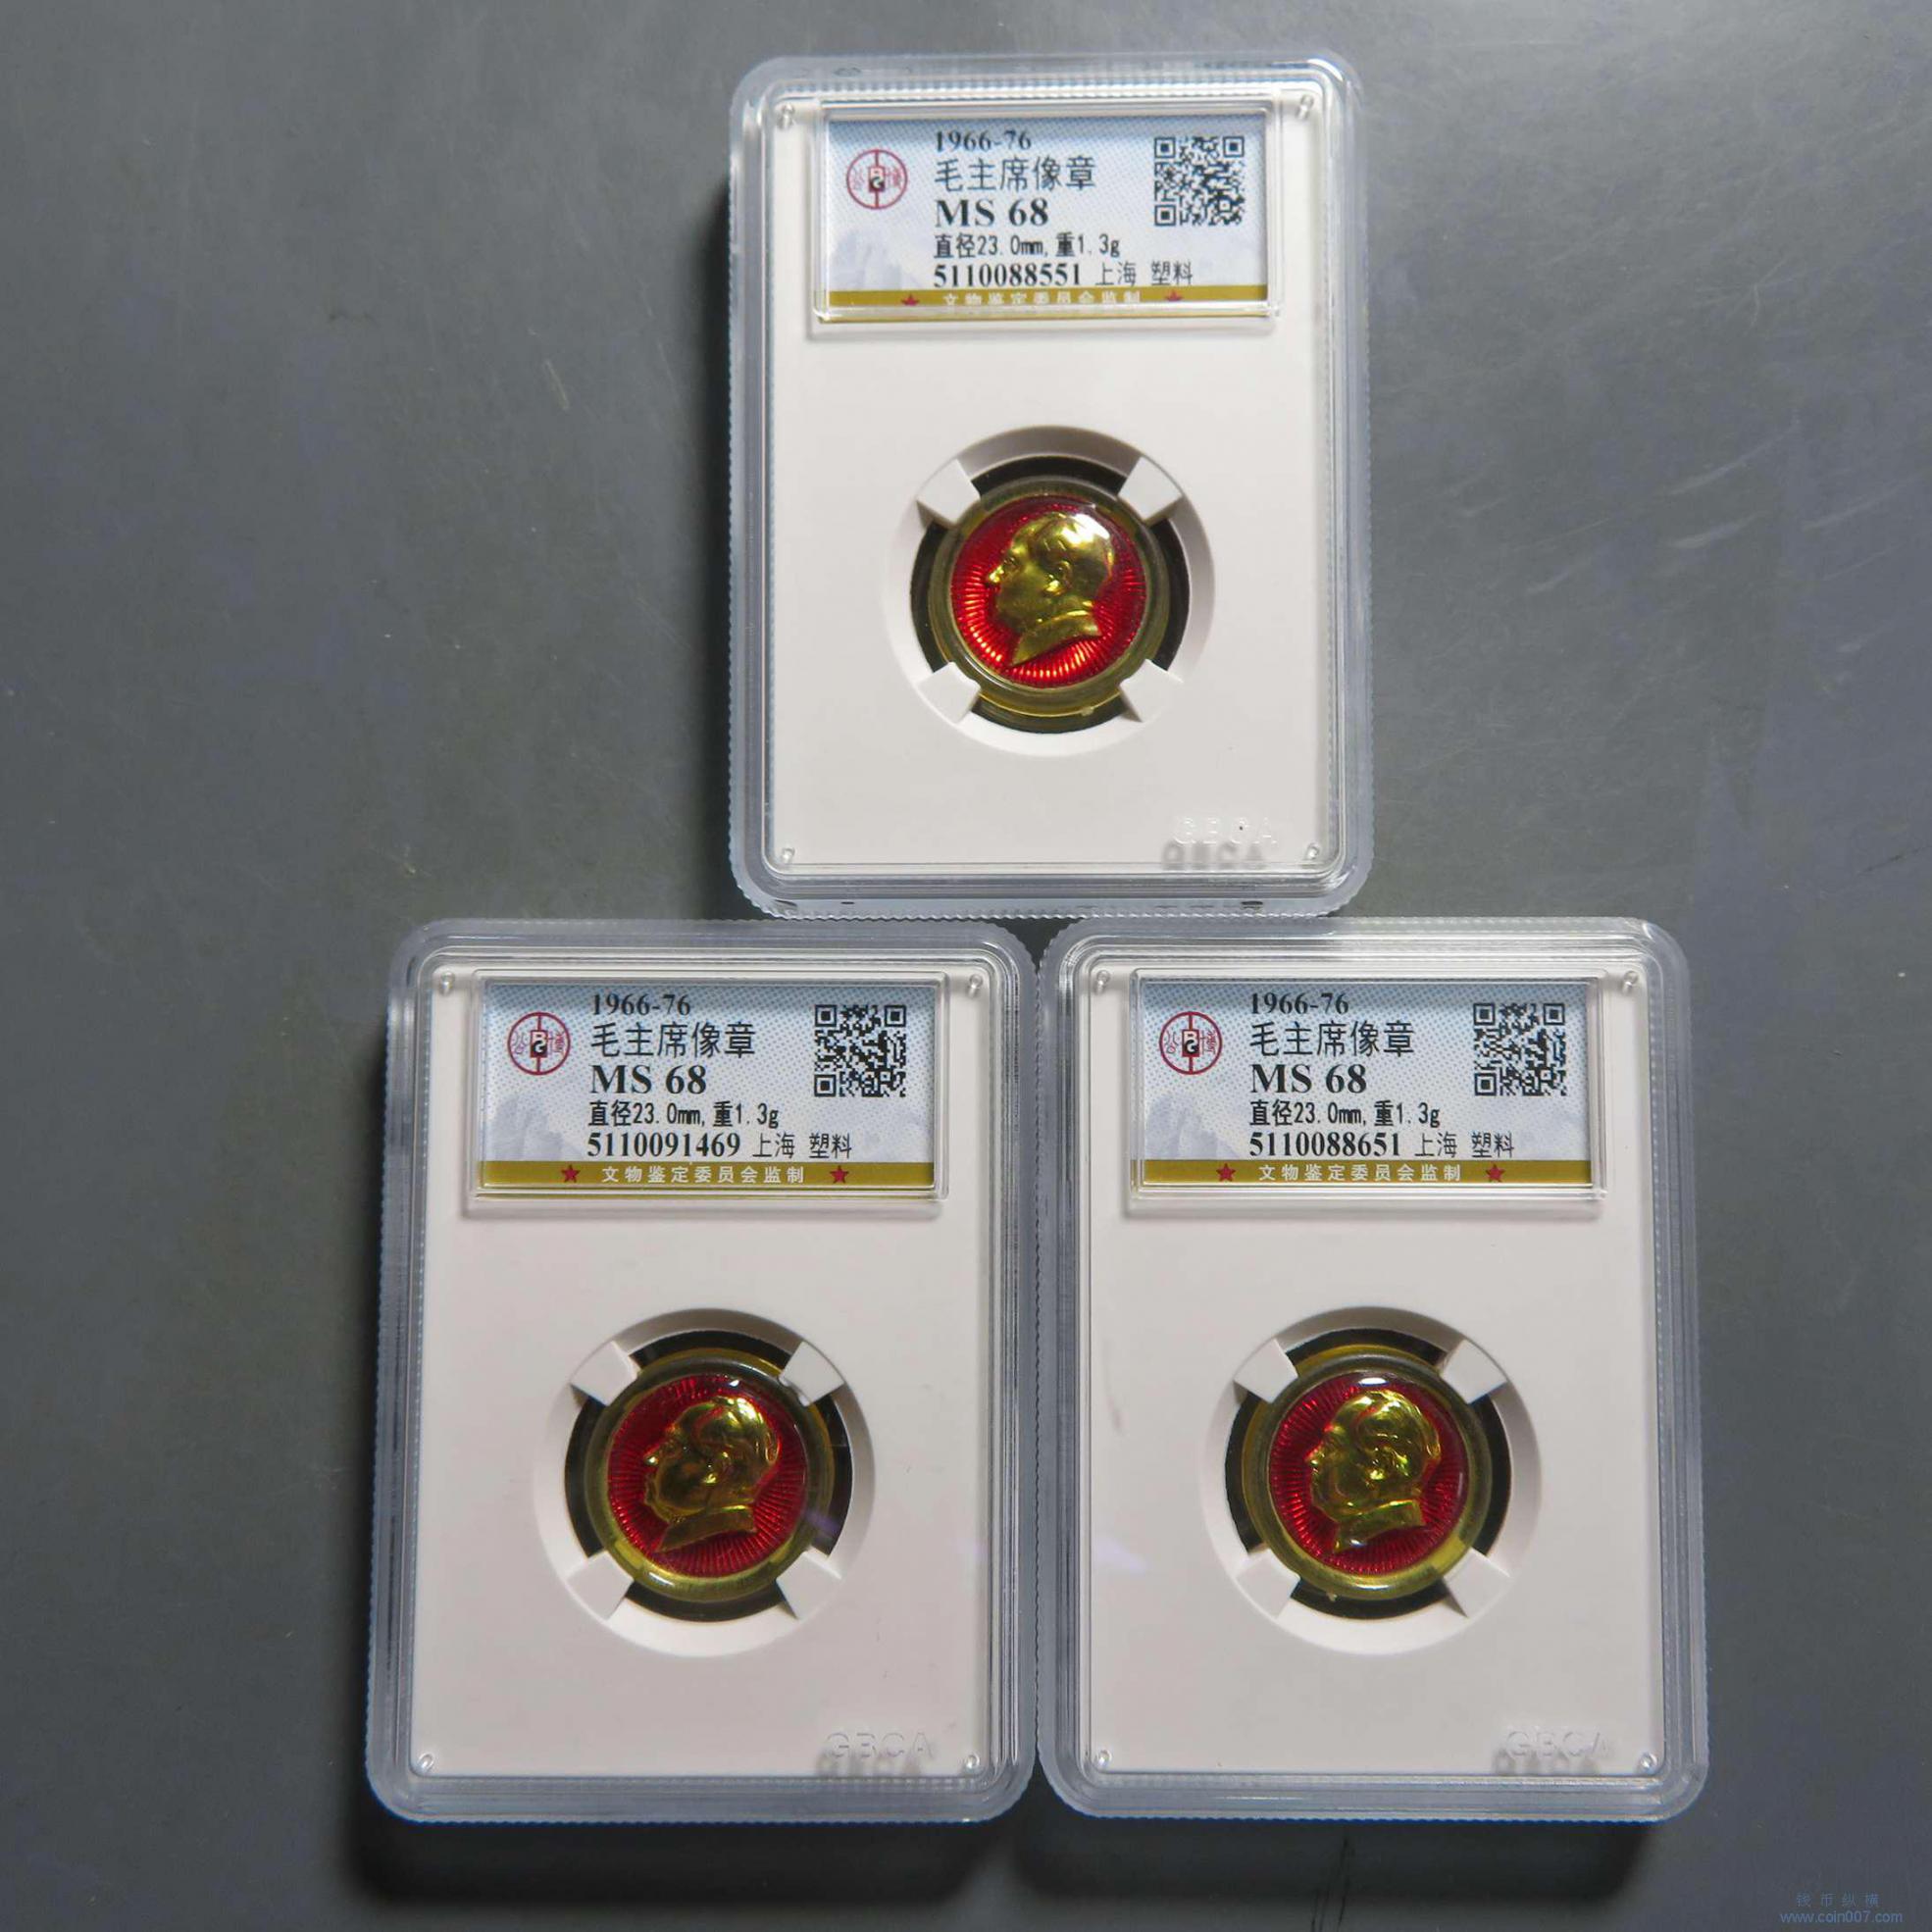 1966-76
毛主席像章
MS 68
直径23.0mm,重1.3g
5110088551 上海 塑料
★ 文物鉴定委员会监制 ★
GBCA
1966-76
毛主席像章
MS 68
直径23.0mm,重1.3g
5110091469 上海 塑料
★ 文物鉴定委员会监制 ★
GBCA
1966-76
毛主席像章
MS 68
直径23.0mm,重1.3g
5110088651 上海 塑料
★ 文物鉴定委员会监制 ★
GBCA
钱币纵横
www.coin007.com